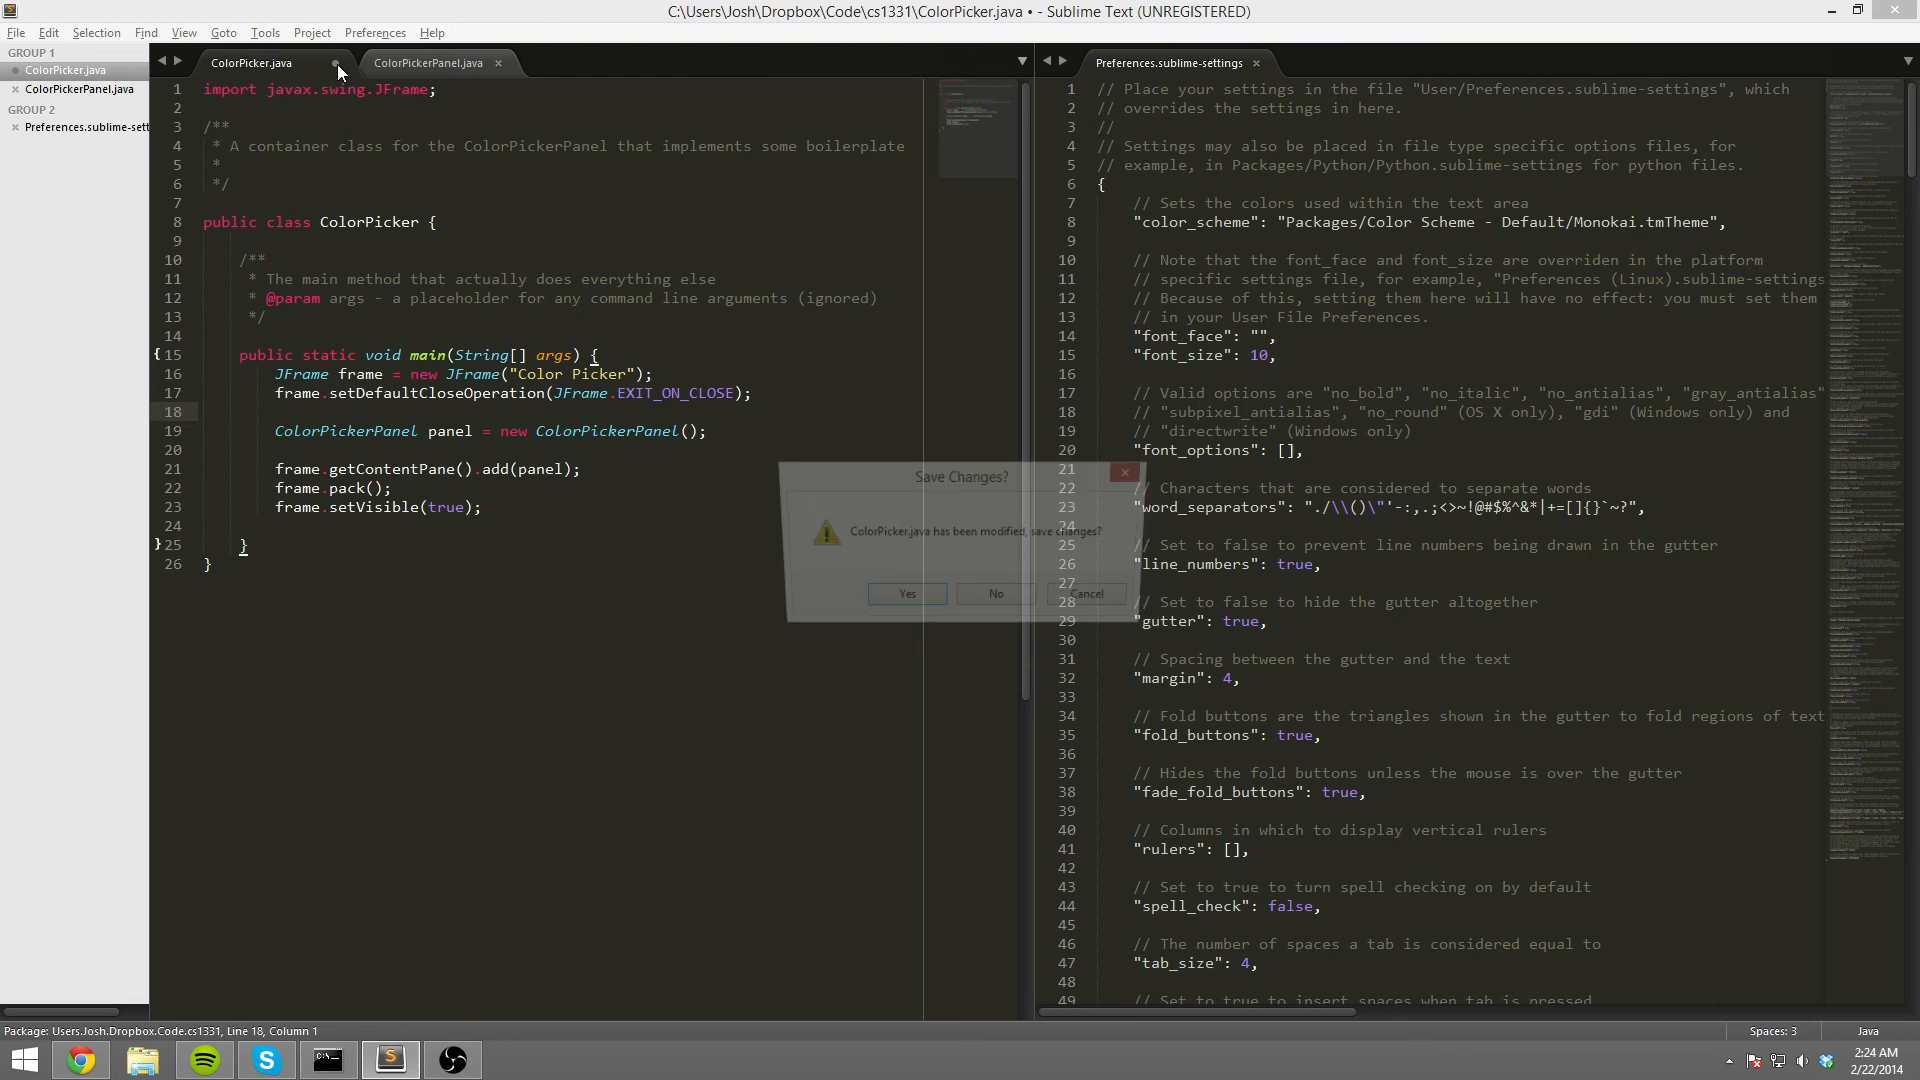 C:\Users\Josh\Dropbox\Code\cs1331\ColorPicker.java • - Sublime Text (UNREGISTERED)
File Edit Selection Find View Goto Tools Project Preferences Help
GROUP 1
ColorPicker.java
ColorPickerPanel.java
GROUP 2
Preferences.sublime-sett
ColorPicker.java
ColorPickerPanel.java
1 import javax.swing.JFrame;
2
3 /**
4 * A container class for the ColorPickerPanel that implements some boilerplate
5 *
6 */
7
8 public class ColorPicker {
9
10 /**
11 * The main method that actually does everything else
12 * @param args - a placeholder for any command line arguments (ignored)
13 */
14
15 public static void main(String[] args) {
16 JFrame frame = new JFrame("Color Picker");
17 frame.setDefaultCloseOperation(JFrame.EXIT_ON_CLOSE);
18
19 ColorPickerPanel panel = new ColorPickerPanel();
20
21 frame.getContentPane().add(panel);
22 frame.pack();
23 frame.setVisible(true);
24
25 }
26 }
Save Changes?
ColorPicker.java has been modified, save changes?
Yes No Cancel
Preferences.sublime-settings
1 // Place your settings in the file "User/Preferences.sublime-settings", which
2 // overrides the settings in here.
3 //
4 // Settings may also be placed in file type specific options files, for
5 // example, in Packages/Python/Python.sublime-settings for python files.
6 {
7 // Sets the colors used within the text area
8 "color_scheme": "Packages/Color Scheme - Default/Monokai.tmTheme",
9
10 // Note that the font_face and font_size are overriden in the platform
11 // specific settings file, for example, "Preferences (Linux).sublime-settings
12 // Because of this, setting them here will have no effect: you must set them
13 // in your User File Preferences.
14 "font_face": "",
15 "font_size": 10,
16
17 // Valid options are "no_bold", "no_italic", "no_antialias", "gray_antialias"
18 // "subpixel_antialias", "no_round" (OS X only), "gdi" (Windows only) and
19 // "directwrite" (Windows only)
20 "font_options": [],
21
22 // Characters that are considered to separate words
23 "word_separators": "./\\()\"'-:,.;<>~!@#$%^&*|+=[]{}`~?",
24
25 // Set to false to prevent line numbers being drawn in the gutter
26 "line_numbers": true,
27
28 // Set to false to hide the gutter altogether
29 "gutter": true,
30
31 // Spacing between the gutter and the text
32 "margin": 4,
33
34 // Fold buttons are the triangles shown in the gutter to fold regions of text
35 "fold_buttons": true,
36
37 // Hides the fold buttons unless the mouse is over the gutter
38 "fade_fold_buttons": true,
39
40 // Columns in which to display vertical rulers
41 "rulers": [],
42
43 // Set to true to turn spell checking on by default
44 "spell_check": false,
45
46 // The number of spaces a tab is considered equal to
47 "tab_size": 4,
48
49 // Set to true to insert spaces when tab is pressed
Package: Users.Josh.Dropbox.Code.cs1331, Line 18, Column 1
Spaces: 3
Java
2:24 AM
2/22/2014